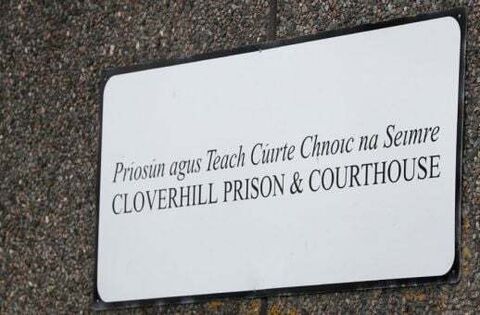 Príosún agus Teach Cúirte Chnoic na Seimre
CLOVERHILL PRISON & COURTHOUSE